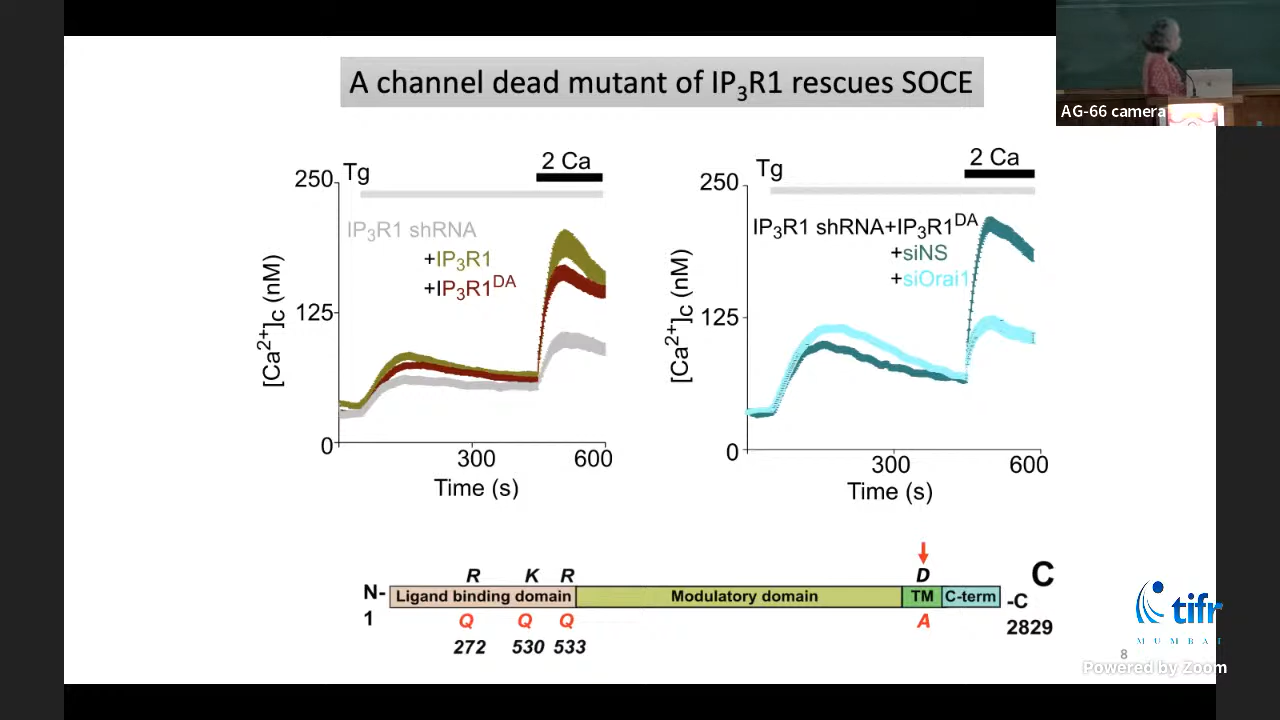 A channel dead mutant of IP3R1 rescues SOCE
AG-66 camera
Tg
2 Ca
250
125
0
IP3R1 shRNA
+IP3R1
+IP3R1DA
[Ca2+]C (nM)
300
600
Time (s)
Tg
2 Ca
250
125
0
IP3R1 shRNA+IP3R1DA
+siNS
+siOrai1
[Ca2+]C (nM)
300
600
Time (s)
R K R D C
N- Ligand binding domain Modulatory domain TM C-term -C
1 Q Q Q A 2829
272 530 533
tifr
MUMBAI
8
Powered by Zoom